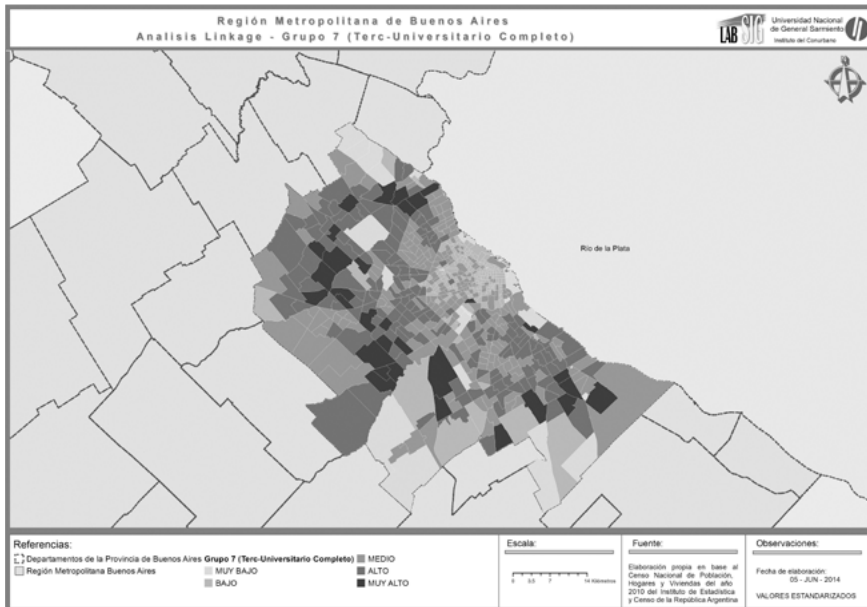 Región Metropolitana de Buenos Aires
Analisis Linkage - Grupo 7 (Terc-Universitario Completo)
LAB SIG
Universidad Nacional
de General Sarmiento
Instituto del Conurbano
Río de la Plata
Referencias:
Departamentos de la Provincia de Buenos Aires
Región Metropolitana Buenos Aires
Grupo 7 (Terc-Universitario Completo)
MUY BAJO
BAJO
MEDIO
ALTO
MUY ALTO
Escala:
0 3,5 7 14 Kilómetros
Fuente:
Elaboración propia en base al
Censo Nacional de Población,
Hogares y Viviendas del año
2010 del Instituto de Estadística
y Censo de la República Argentina
Observaciones:
Fecha de elaboración:
05 - JUN - 2014
VALORES ESTANDARIZADOS